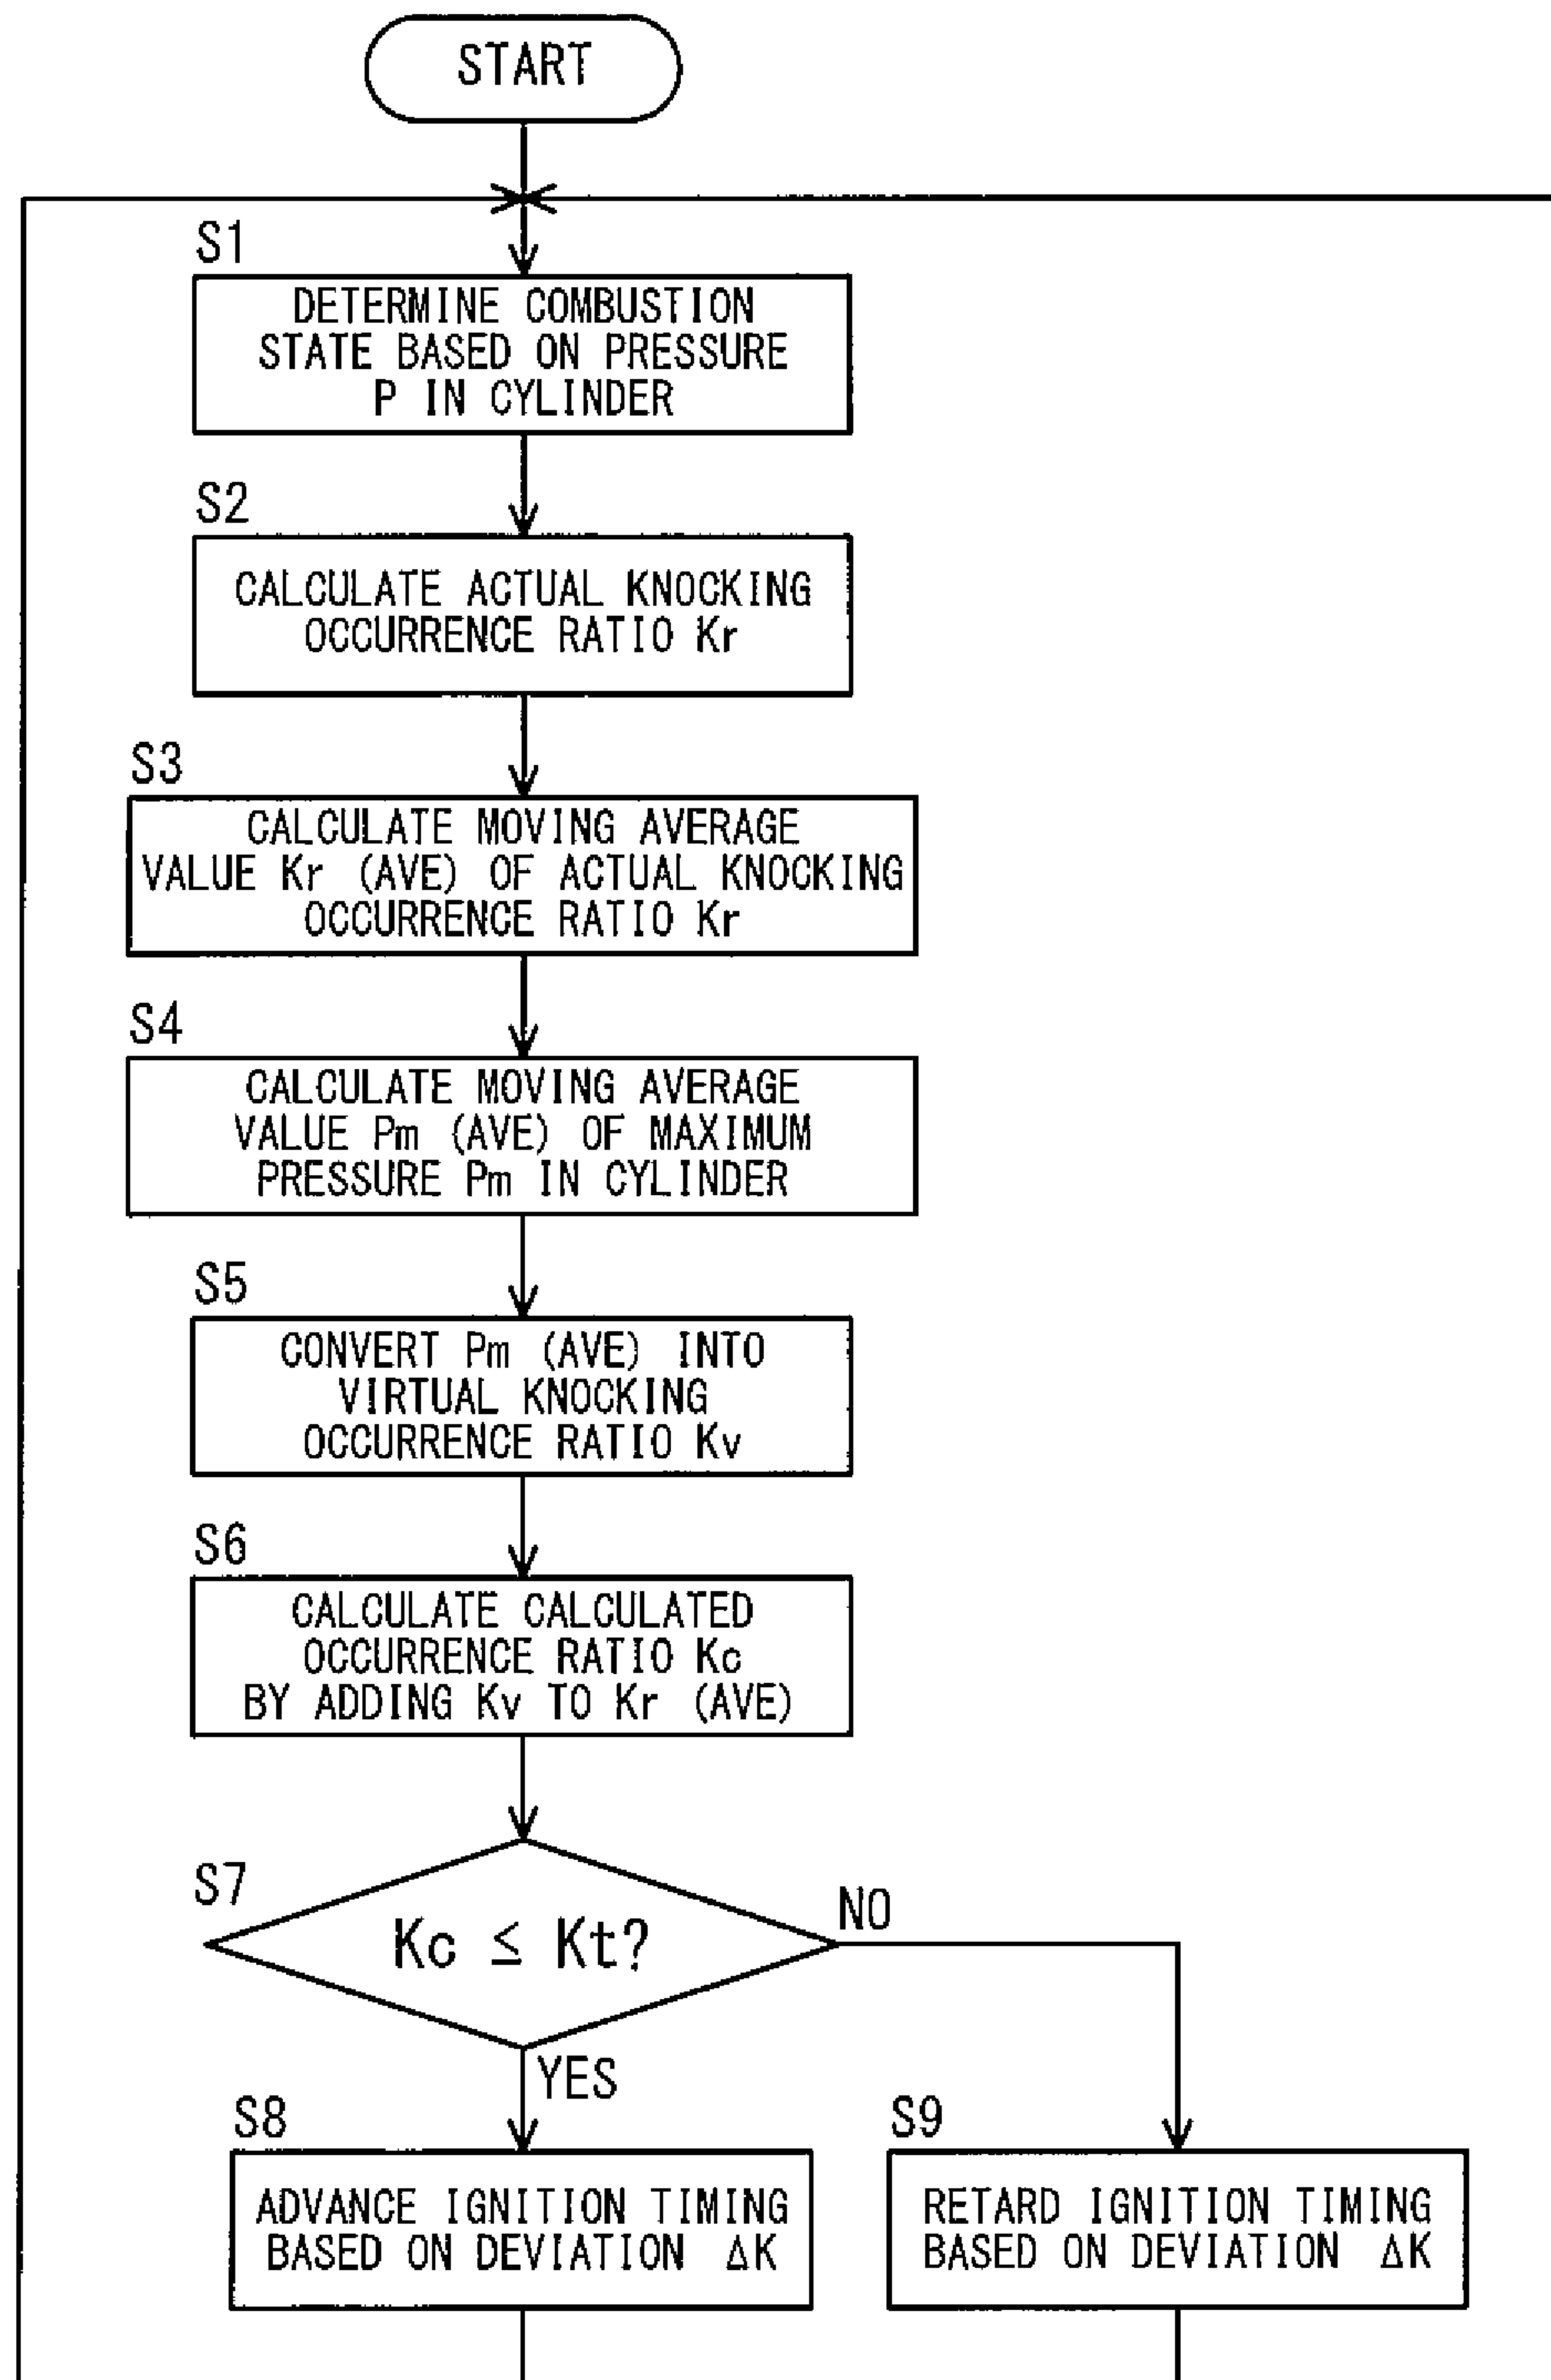 START
S1
DETERMINE COMBUSTION
STATE BASED ON PRESSURE
P IN CYLINDER
S2
CALCULATE ACTUAL KNOCKING
OCCURRENCE RATIO Kr
S3
CALCULATE MOVING AVERAGE
VALUE Kr (AVE) OF ACTUAL KNOCKING
OCCURRENCE RATIO Kr
S4
CALCULATE MOVING AVERAGE
VALUE Pm (AVE) OF MAXIMUM
PRESSURE Pm IN CYLINDER
S5
CONVERT Pm (AVE) INTO
VIRTUAL KNOCKING
OCCURRENCE RATIO Kv
S6
CALCULATE CALCULATED
OCCURRENCE RATIO Kc
BY ADDING Kv TO Kr (AVE)
S7
Kc ≤ Kt?
NO
YES
S8
ADVANCE IGNITION TIMING
BASED ON DEVIATION ΔK
S9
RETARD IGNITION TIMING
BASED ON DEVIATION ΔK